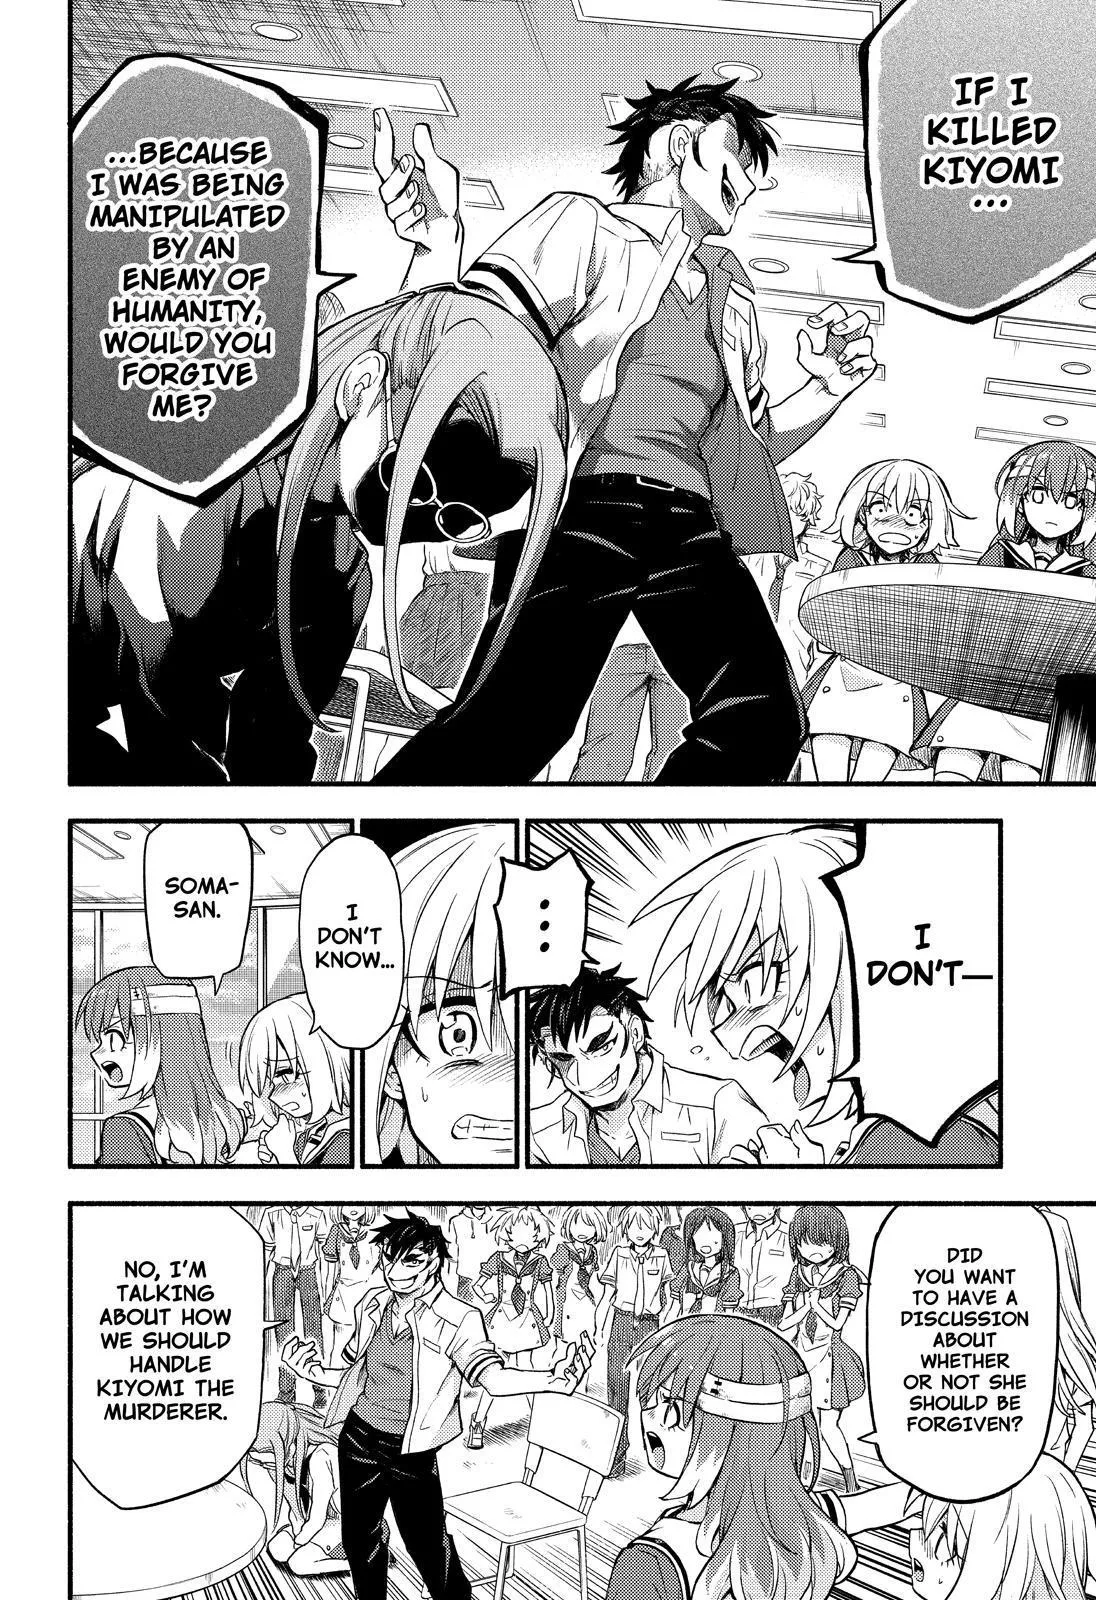 IF I
KILLED
KIYOMI
...
...BECAUSE
I WAS BEING
MANIPULATED
BY AN
ENEMY OF
HUMANITY,
WOULD YOU
FORGIVE
ME?
I
DON'T—
...
I
DON'T
KNOW...
SOMA-
SAN.
DID
YOU WANT
TO HAVE A
DISCUSSION
ABOUT
WHETHER
OR NOT SHE
SHOULD BE
FORGIVEN?
NO, I'M
TALKING
ABOUT HOW
WE SHOULD
HANDLE
KIYOMI THE
MURDERER.